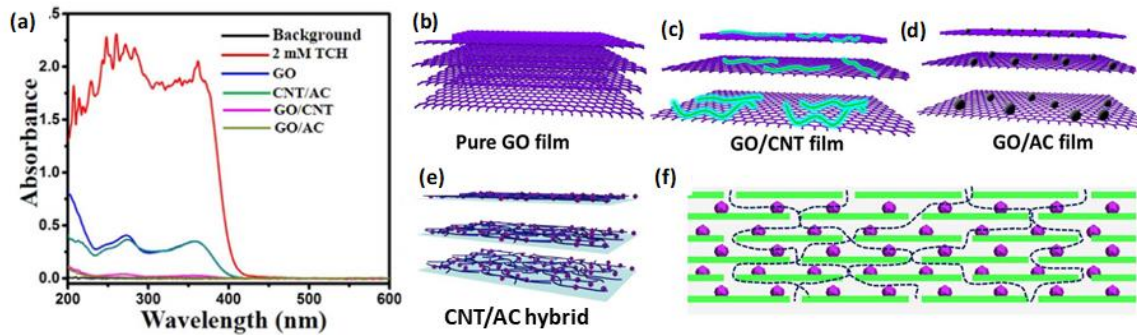 (a)
Absorbance
2.5
2.0
1.5
1.0
.5
0.0
Background
2 mM TCH
GO
CNT/AC
GO/CNT
GO/AC
200 300 400 500 600
Wavelength (nm)
(b)
Pure GO film
(c)
GO/CNT film
(d)
GO/AC film
(e)
CNT/AC hybrid
(f)